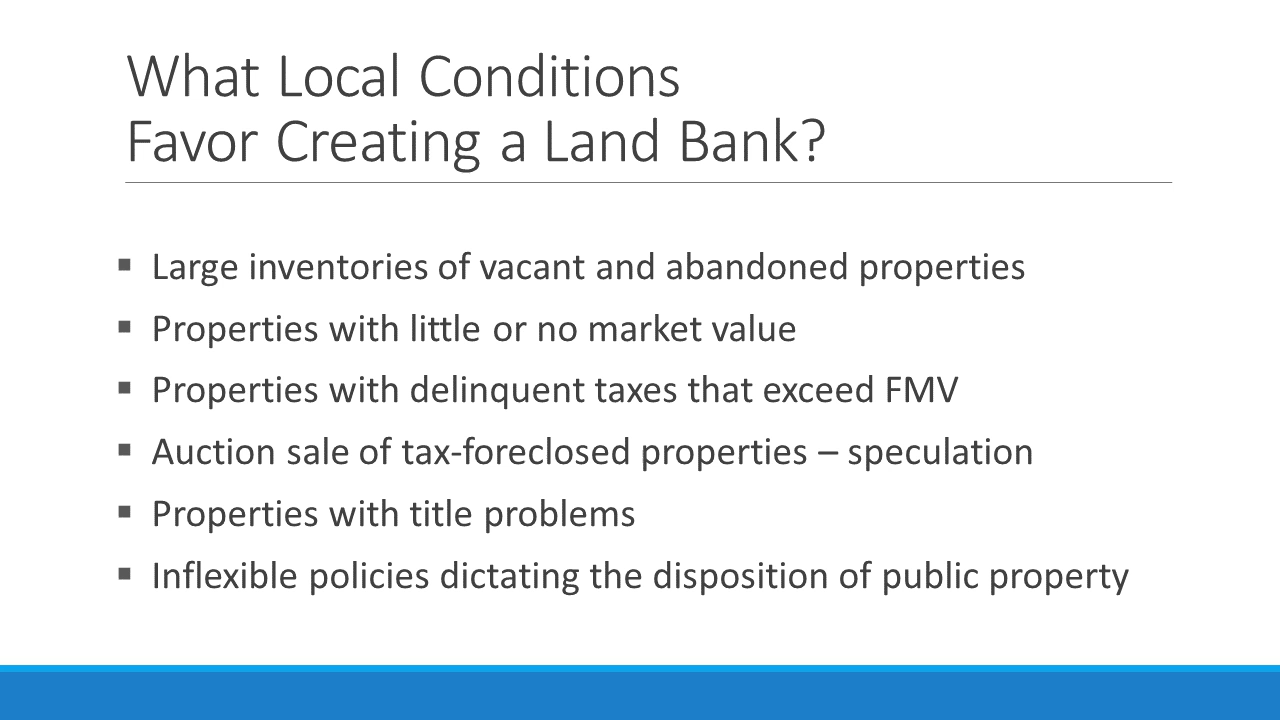 What Local Conditions
Favor Creating a Land Bank?
▪ Large inventories of vacant and abandoned properties
▪ Properties with little or no market value
▪ Properties with delinquent taxes that exceed FMV
▪ Auction sale of tax-foreclosed properties – speculation
▪ Properties with title problems
▪ Inflexible policies dictating the disposition of public property